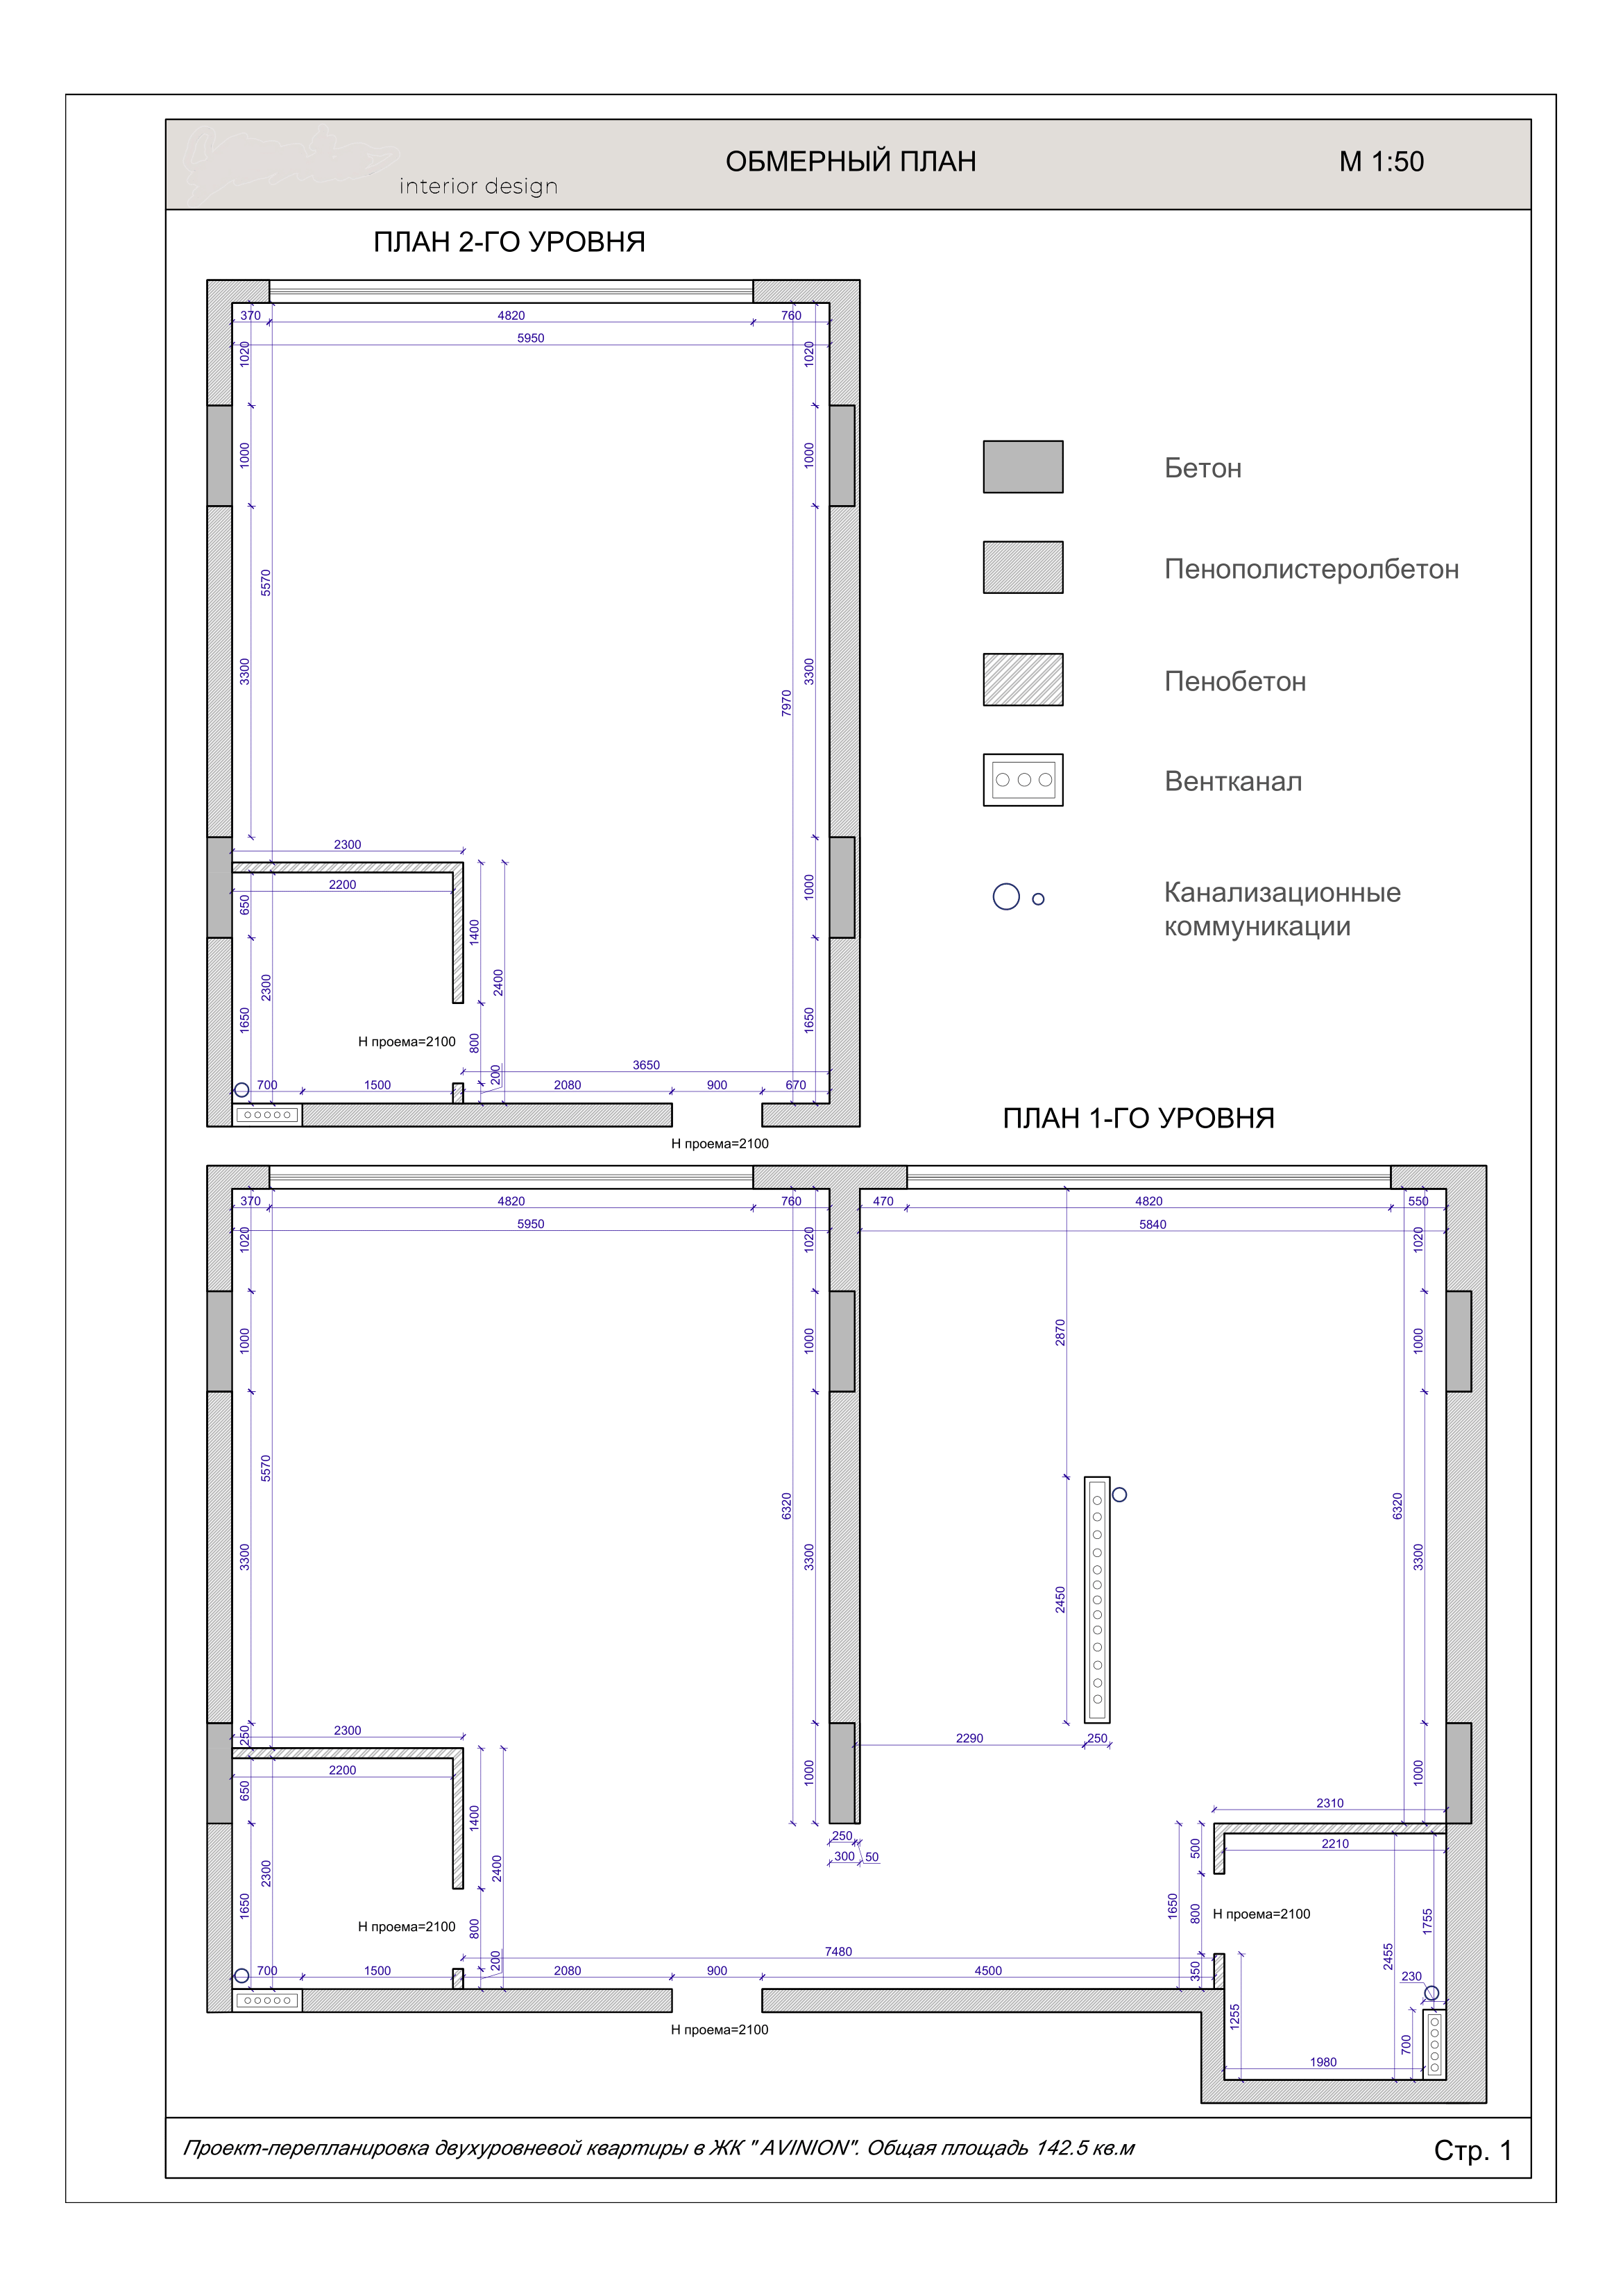 interior design
ОБМЕРНЫЙ ПЛАН
М 1:50
ПЛАН 2-ГО УРОВНЯ
370 4820 760
5950
1020 1020
1000 1000
5570
3300 3300
7970
2300
2200
650 1000
1400
2400
2300
1650 1650
Н проема=2100
800
3650
200
700 1500 2080 900 670
Н проема=2100
Бетон
Пенополистеролбетон
Пенобетон
Вентканал
Канализационные
коммуникации
ПЛАН 1-ГО УРОВНЯ
370 4820 760 470 4820 550
5950 5840
1020 1020 1020
1000 1000 2870 1000
5570
6320 6320
3300 3300 2450 3300
250 2300 2290 250
2200
650 1000 1000
1400
2310
250
300 50
500 2210
2300 2400
1650 1650
Н проема=2100
800
Н проема=2100
800 1755
7480
2455
200
350
230
700 1500 2080 900 4500
1255
700
1980
Н проема=2100
Проект-перепланировка двухуровневой квартиры в ЖК " AVINION". Общая площадь 142.5 кв.м
Стр. 1